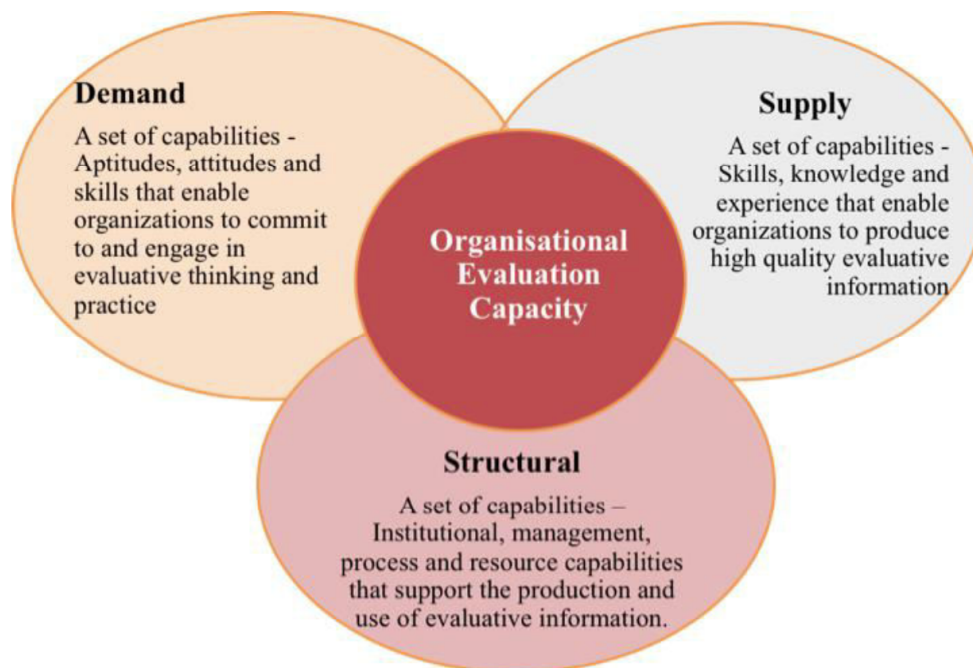 Demand
A set of capabilities -
Aptitudes, attitudes and
skills that enable
organizations to commit
to and engage in
evaluative thinking and
practice
Supply
A set of capabilities -
Skills, knowledge and
experience that enable
organizations to produce
high quality evaluative
information
Organisational
Evaluation
Capacity
Structural
A set of capabilities –
Institutional, management,
process and resource capabilities
that support the production and
use of evaluative information.